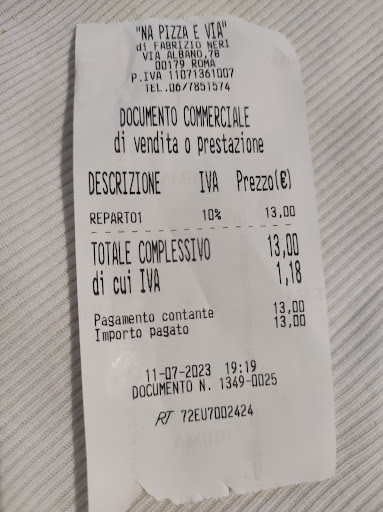 "NA PIZZA E VIA"
di FABRIZIO NERI
VIA ALBANO,78
00179 ROMA
P.IVA 11071361007
TEL.0677851574
DOCUMENTO COMMERCIALE
di vendita o prestazione
DESCRIZIONE IVA Prezzo(€)
REPARTO1 10% 13,00
TOTALE COMPLESSIVO 13,00
di cui IVA 1,18
Pagamento contante 13,00
Importo pagato 13,00
11-07-2023 19:19
DOCUMENTO N. 1349-0025
RT 72EU7002424